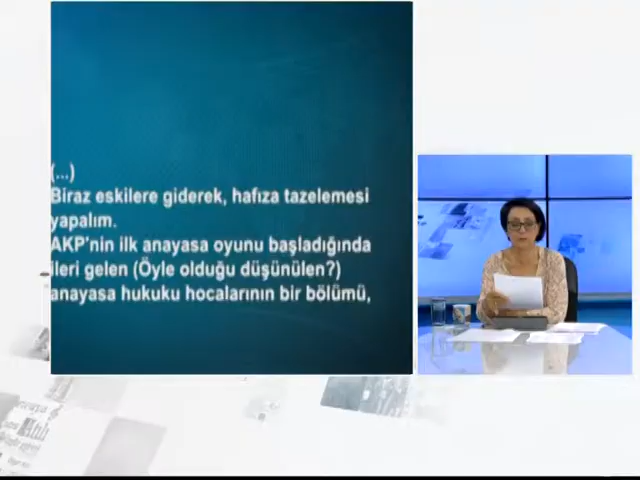 (...)
Biraz eskilere giderek, hafıza tazelemesi
yapalım.
AKP'nin ilk anayasa oyunu başladığında
ileri gelen (Öyle olduğu düşünülen?)
anayasa hukuku hocalarının bir bölümü,